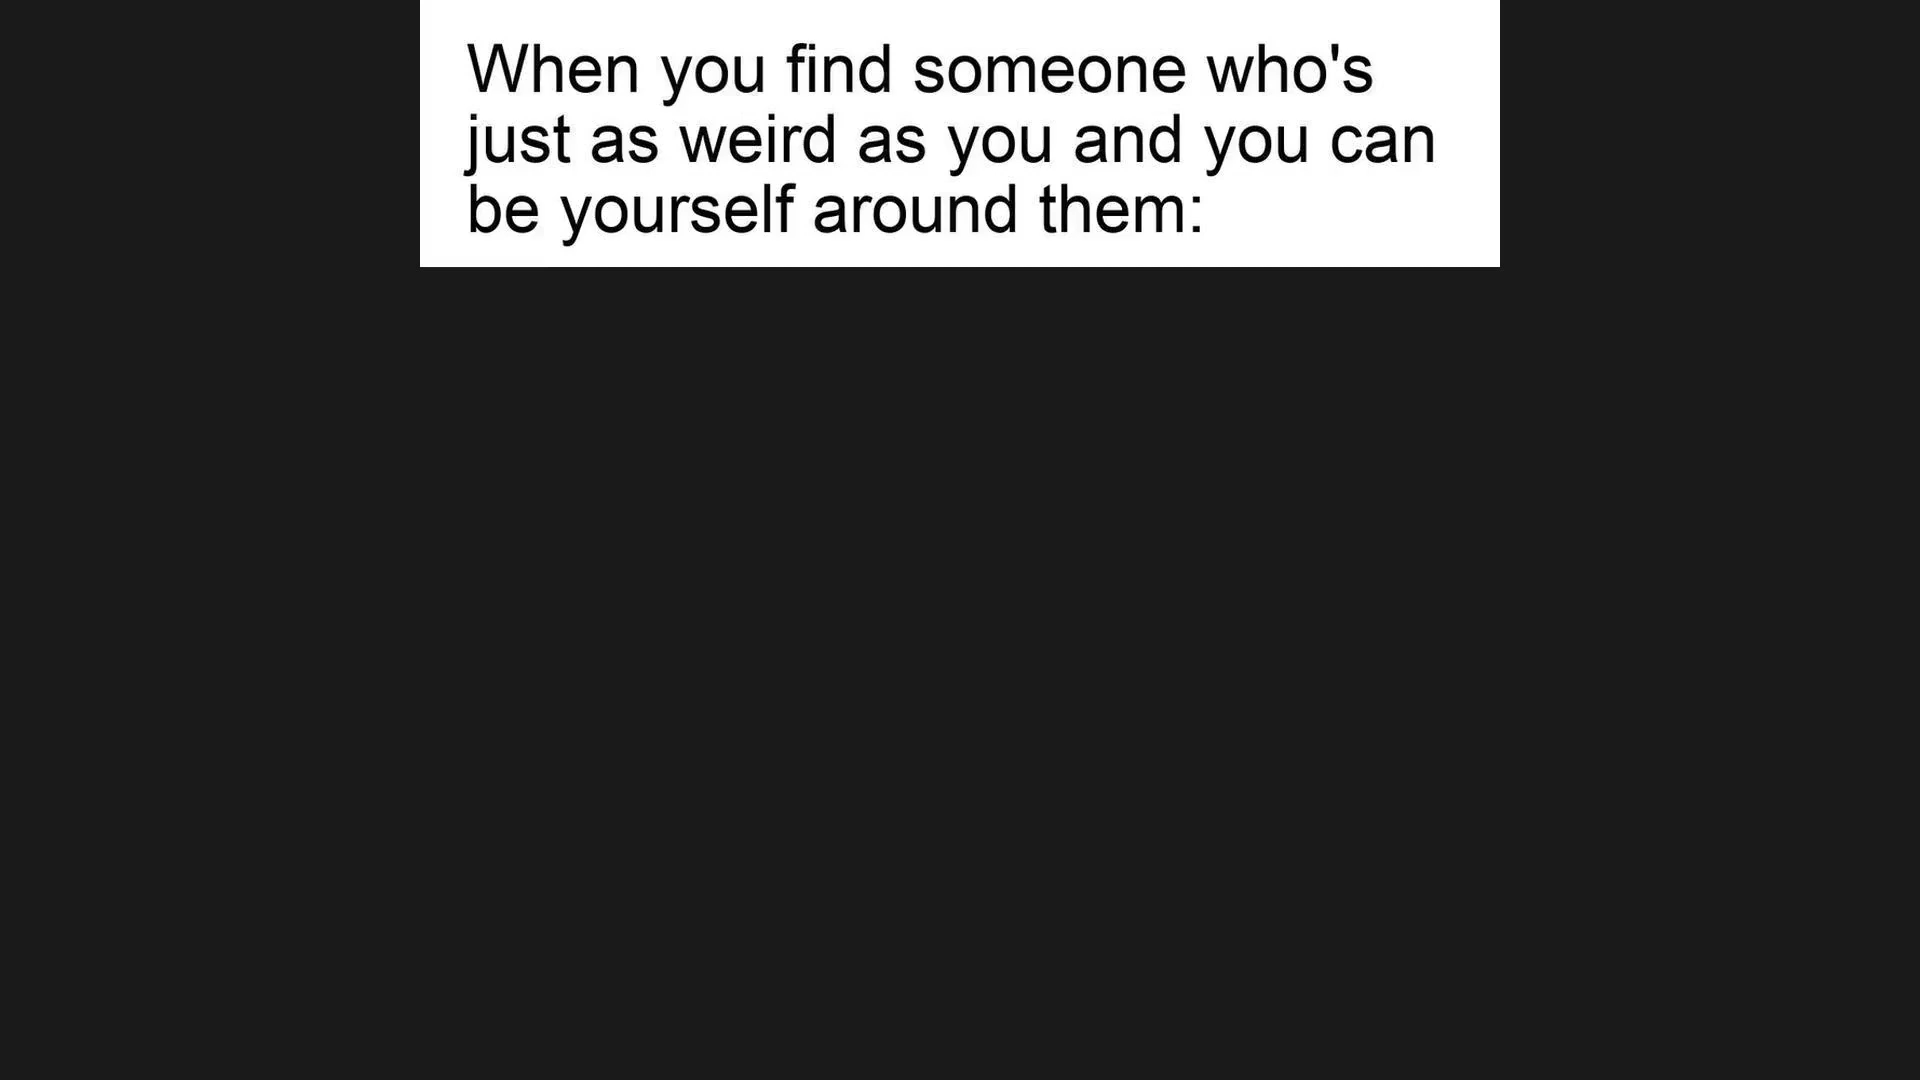 When you find someone who's
just as weird as you and you can
be yourself around them: